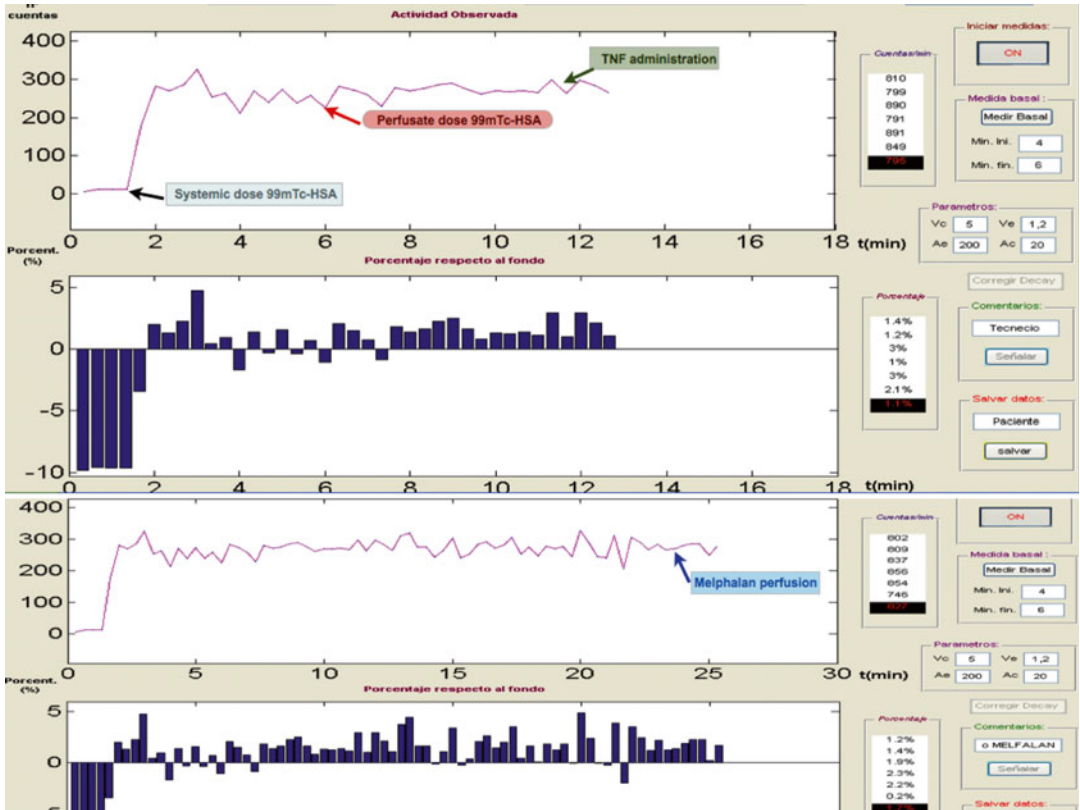 cuentas
Actividad Observada
400
300
200
100
0
TNF administration
Perfusate dose 99mTc-HSA
Systemic dose 99mTc-HSA
0 2 4 6 8 10 12 14 16 18 t(min)
Iniciar medidas:
ON
Cuentas/min
810
799
890
791
891
849
795
Medida basal :
Medir Basal
Min. Ini. 4
Min. fin. 6
Parametros:
Vc 5 Ve 1,2
Ae 200 Ac 20
Corregir Decay
Porcent.
(%)
Porcentaje respecto al fondo
5
0
-5
-10
0 2 4 6 8 10 12 14 16 18 t(min)
Porcentaje
1.4%
1.2%
3%
1%
3%
2.1%
1.1%
Comentarios:
Tecnecio
Señalar
Salvar datos:
Paciente
salvar
400
300
200
100
0
Melphalan perfusion
0 5 10 15 20 25 30 t(min)
ON
Cuentas/min
802
809
837
856
854
746
827
Medida basal :
Medir Basal
Min. Ini. 4
Min. fin. 6
Parametros:
Vc 5 Ve 1,2
Ae 200 Ac 20
Corregir Decay
Porcent.
(%)
Porcentaje respecto al fondo
5
0
Porcentaje
1.2%
1.4%
1.9%
2.3%
2.2%
0.2%
Comentarios:
o MELFALAN
Señalar
Salvar datos: